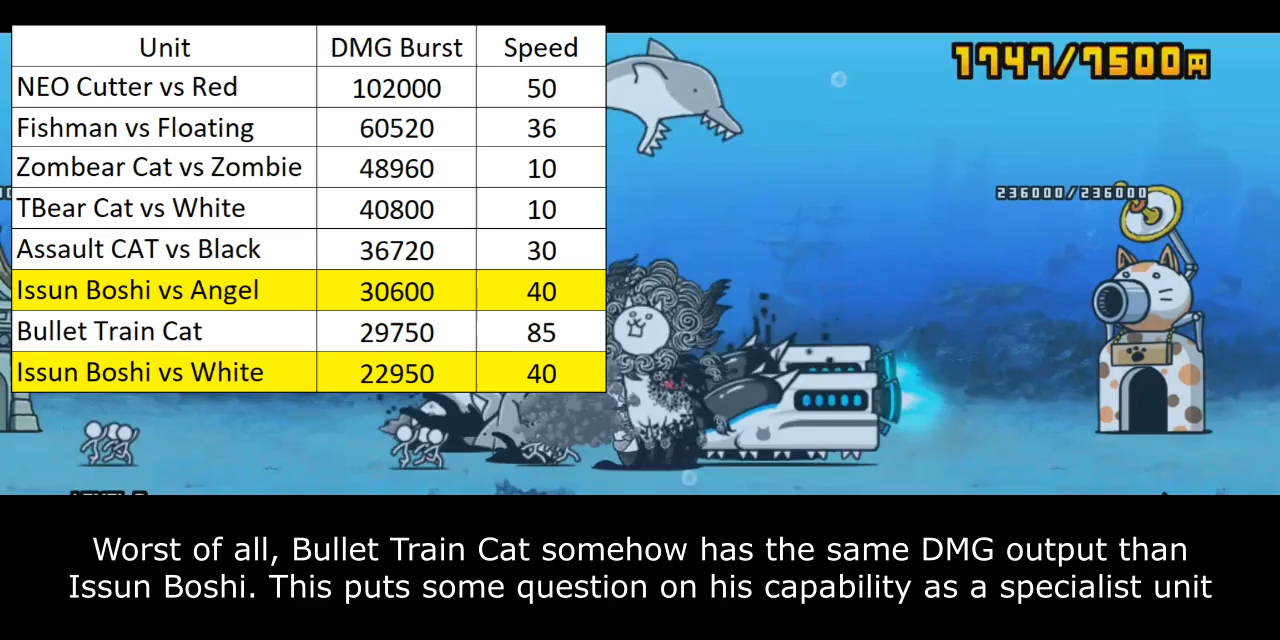 Unit DMG Burst Speed
NEO Cutter vs Red 102000 50
Fishman vs Floating 60520 36
Zombear Cat vs Zombie 48960 10
TBear Cat vs White 40800 10
Assault CAT vs Black 36720 30
Issun Boshi vs Angel 30600 40
Bullet Train Cat 29750 85
Issun Boshi vs White 22950 40
1747/7500円
236000/236000
Worst of all, Bullet Train Cat somehow has the same DMG output than
Issun Boshi. This puts some question on his capability as a specialist unit